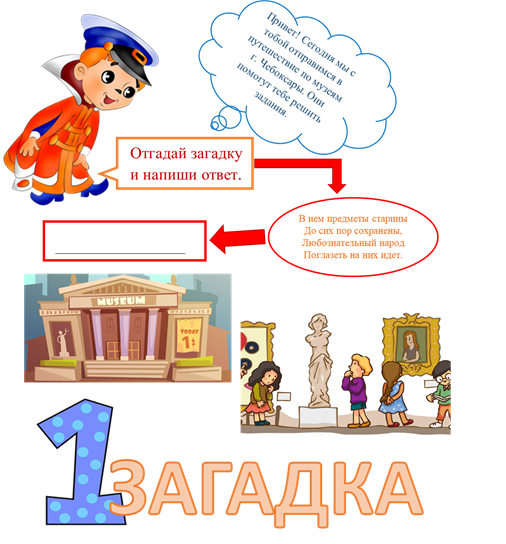 Привет! Сегодня мы с
тобой отправимся в
путешествие по музеям
г. Чебоксары. Они
помогут тебе решить
задания.
Отгадай загадку
и напиши ответ.
В нем предметы старины
До сих пор сохранены,
Любознательный народ
Поглазеть на них идет.
MUSEUM
TODAY
1$
1 ЗАГАДКА